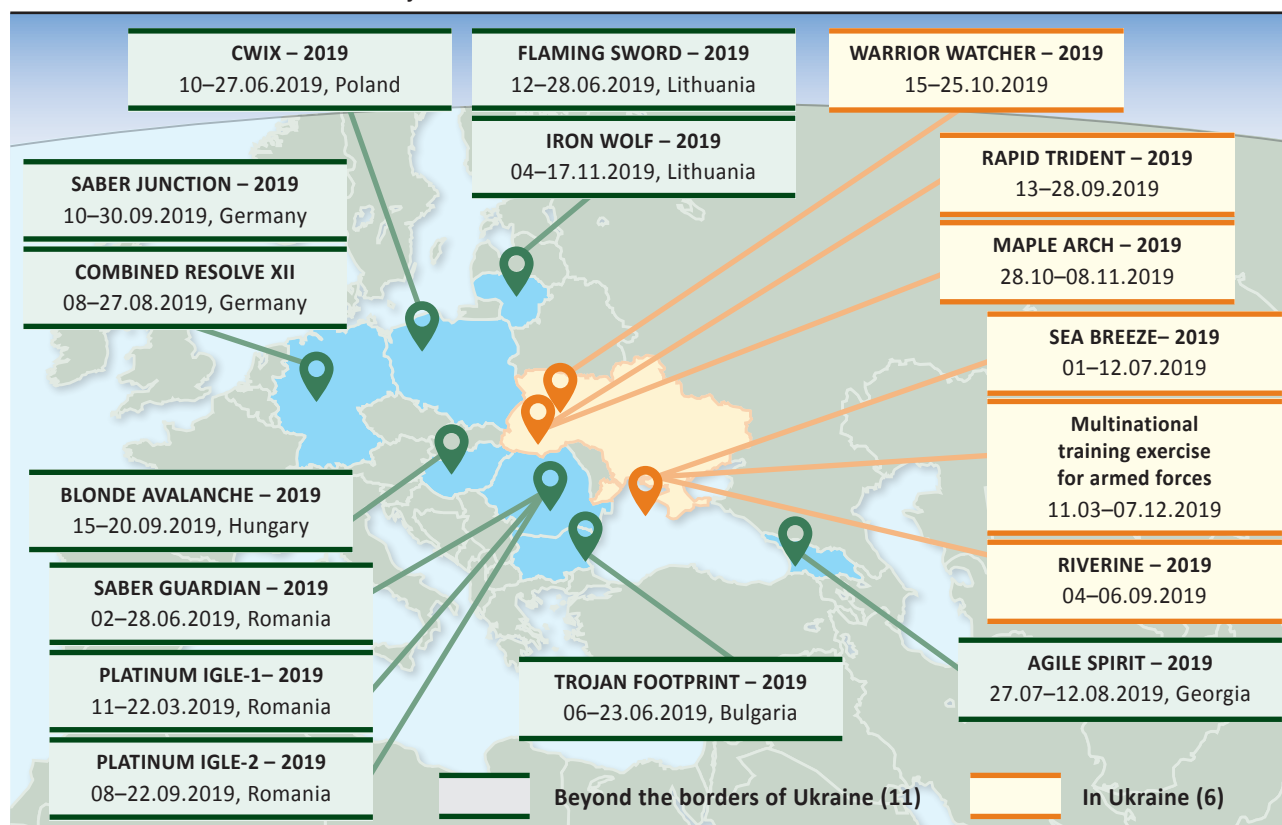 CWIX – 2019
10–27.06.2019, Poland
FLAMING SWORD – 2019
12–28.06.2019, Lithuania
WARRIOR WATCHER – 2019
15–25.10.2019
IRON WOLF – 2019
04–17.11.2019, Lithuania
RAPID TRIDENT – 2019
13–28.09.2019
SABER JUNCTION – 2019
10–30.09.2019, Germany
MAPLE ARCH – 2019
28.10–08.11.2019
COMBINED RESOLVE XII
08–27.08.2019, Germany
SEA BREEZE– 2019
01–12.07.2019
Multinational
training exercise
for armed forces
11.03–07.12.2019
BLONDE AVALANCHE – 2019
15–20.09.2019, Hungary
RIVERINE – 2019
04–06.09.2019
SABER GUARDIAN – 2019
02–28.06.2019, Romania
PLATINUM IGLE-1– 2019
11–22.03.2019, Romania
TROJAN FOOTPRINT – 2019
06–23.06.2019, Bulgaria
AGILE SPIRIT – 2019
27.07–12.08.2019, Georgia
PLATINUM IGLE-2 – 2019
08–22.09.2019, Romania
Beyond the borders of Ukraine (11)
In Ukraine (6)